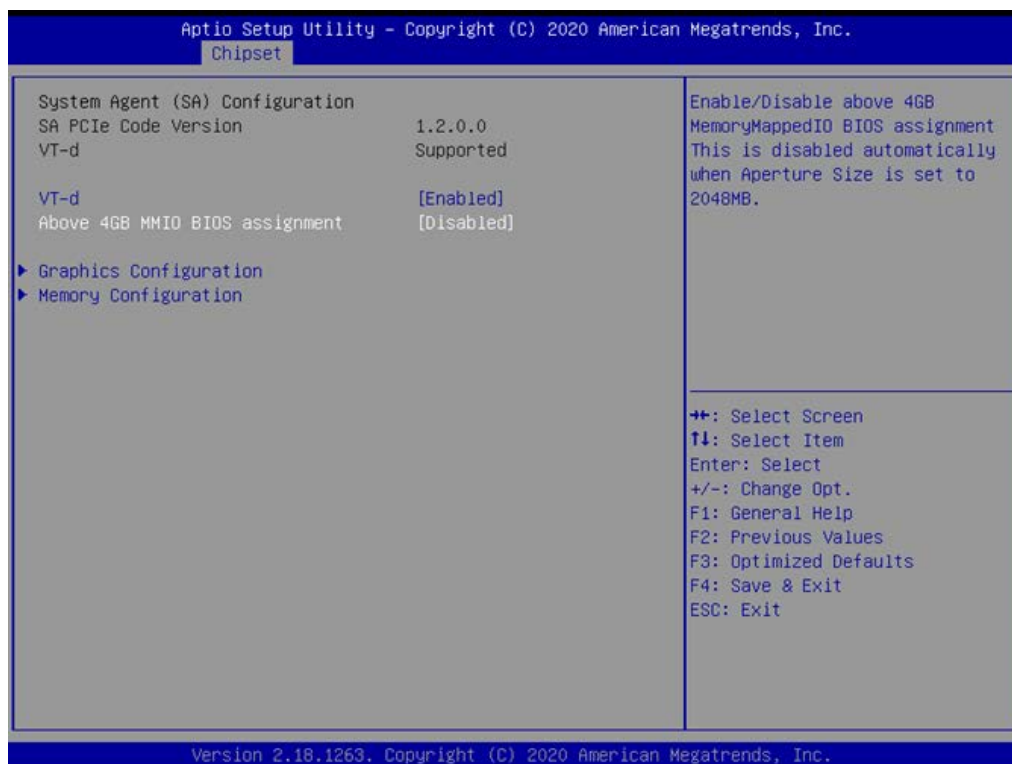 Aptio Setup Utility – Copyright (C) 2020 American Megatrends, Inc.
Chipset
System Agent (SA) Configuration
SA PCIe Code Version 1.2.0.0
VT-d Supported
VT-d [Enabled]
Above 4GB MMIO BIOS assignment [Disabled]
Graphics Configuration
Memory Configuration
Enable/Disable above 4GB
MemoryMappedIO BIOS assignment
This is disabled automatically
when Aperture Size is set to
2048MB.
→←: Select Screen
↑↓: Select Item
Enter: Select
+/-: Change Opt.
F1: General Help
F2: Previous Values
F3: Optimized Defaults
F4: Save & Exit
ESC: Exit
Version 2.18.1263. Copyright (C) 2020 American Megatrends, Inc.